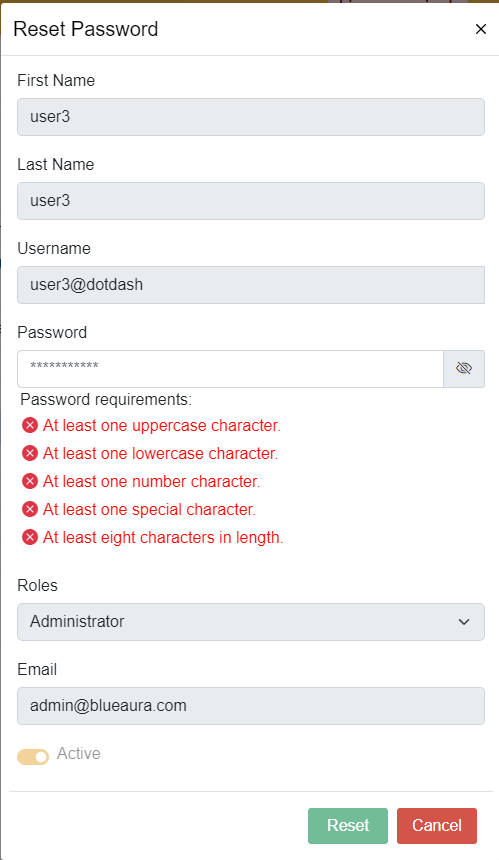 Reset Password
First Name
user3
Last Name
user3
Username
user3@dotdash
Password
***********
Password requirements:
At least one uppercase character.
At least one lowercase character.
At least one number character.
At least one special character.
At least eight characters in length.
Roles
Administrator
Email
admin@blueaura.com
Active
Reset Cancel